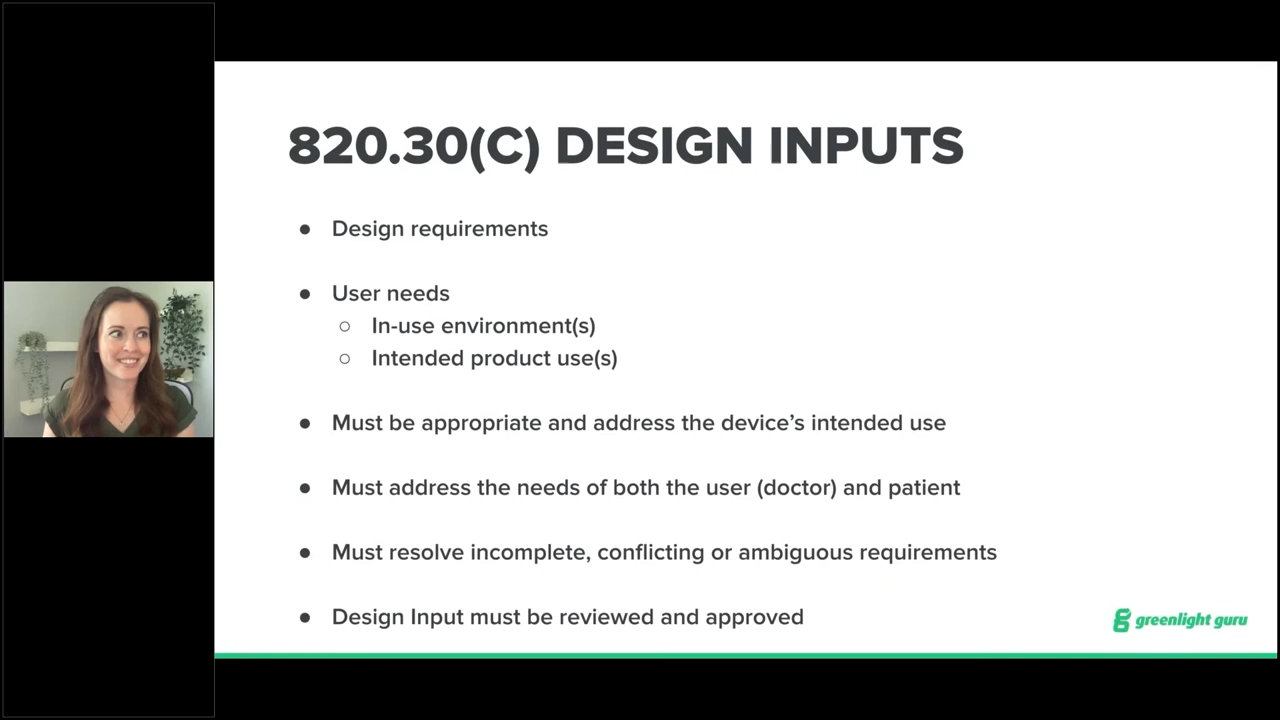 820.30(C) DESIGN INPUTS
● Design requirements
● User needs
○ In-use environment(s)
○ Intended product use(s)
● Must be appropriate and address the device’s intended use
● Must address the needs of both the user (doctor) and patient
● Must resolve incomplete, conflicting or ambiguous requirements
● Design Input must be reviewed and approved
greenlight guru